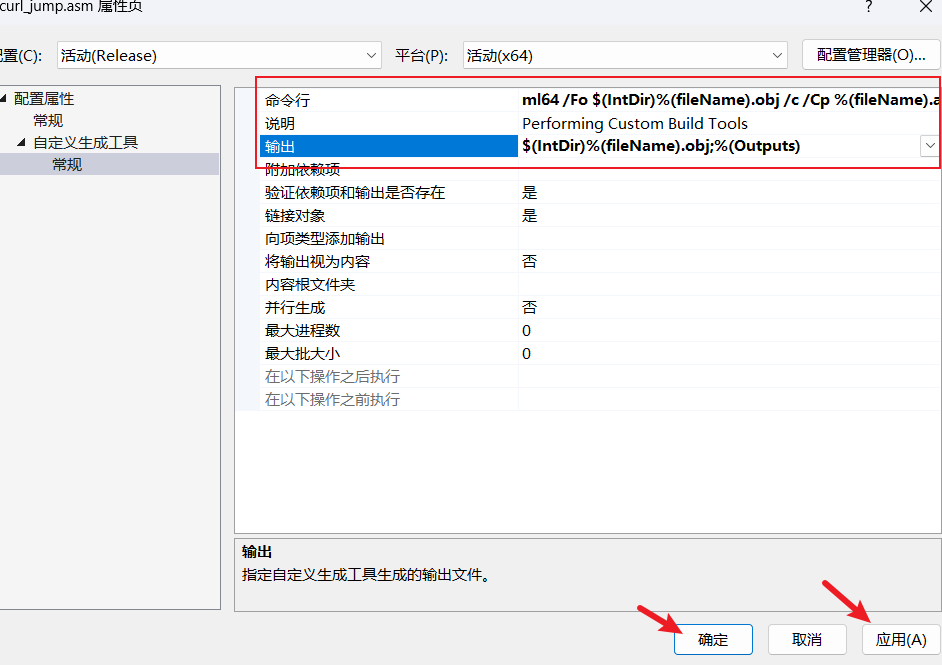 curl_jump.asm 属性页 ?
置(C): 活动(Release) 平台(P): 活动(x64) 配置管理器(O)...
配置属性
常规
自定义生成工具
常规
命令行 ml64 /Fo $(IntDir)%(fileName).obj /c /Cp %(fileName).a
说明 Performing Custom Build Tools
输出 $(IntDir)%(fileName).obj;%(Outputs)
附加依赖项
验证依赖项和输出是否存在 是
链接对象 是
向项类型添加输出
将输出视为内容 否
内容根文件夹
并行生成 否
最大进程数 0
最大批大小 0
在以下操作之后执行
在以下操作之前执行
输出
指定自定义生成工具生成的输出文件。
确定 取消 应用(A)